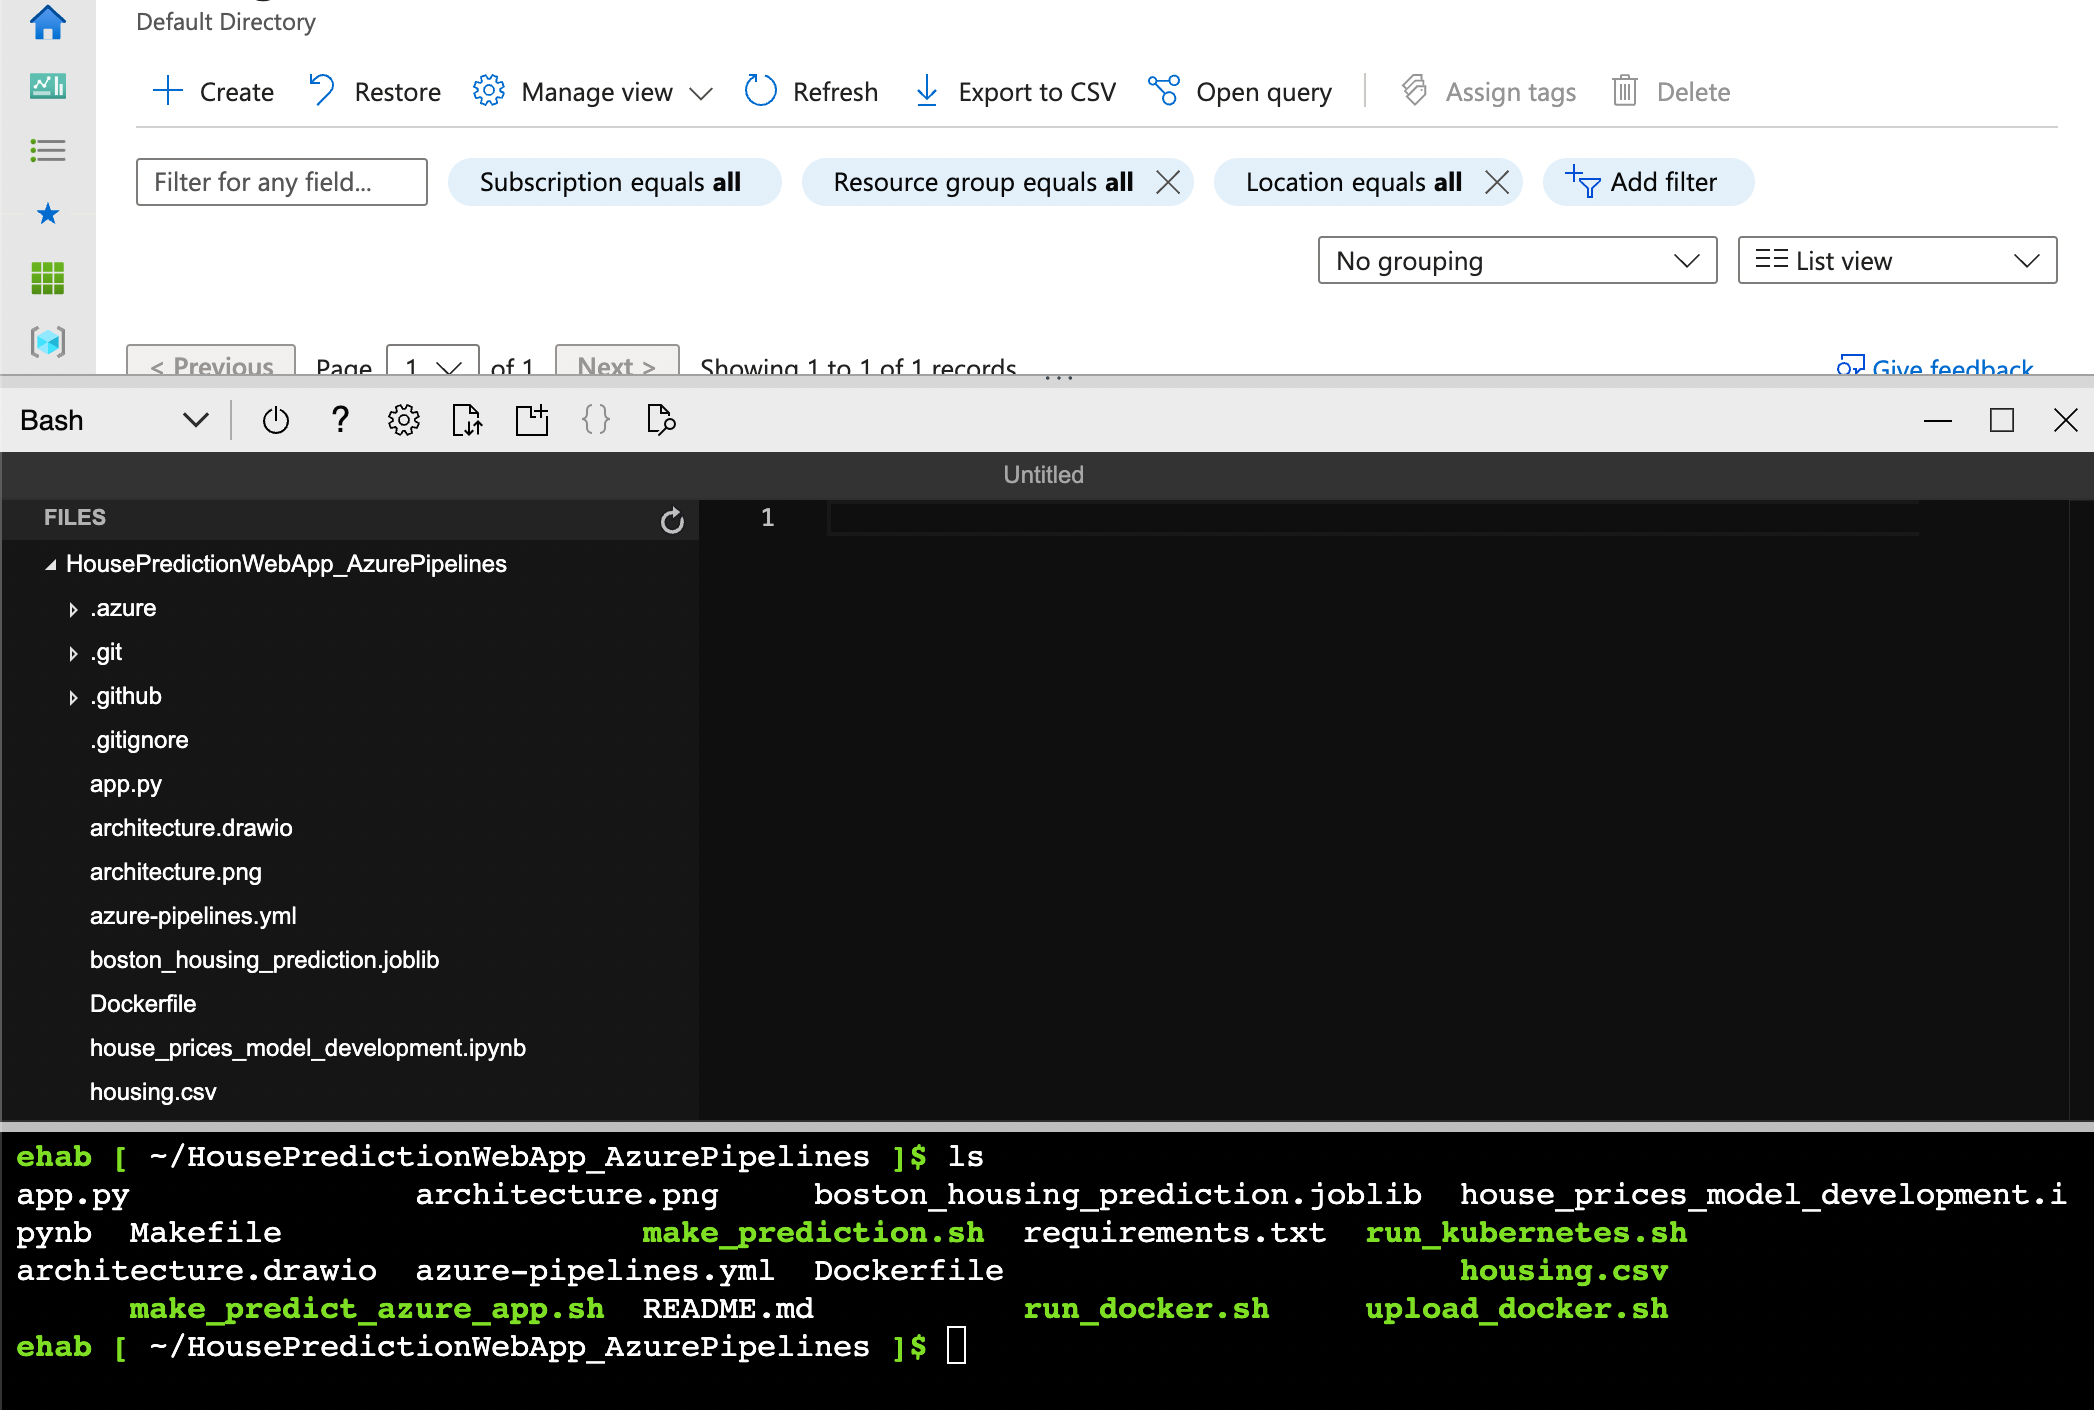 Default Directory
Create Restore Manage view Refresh Export to CSV Open query Assign tags Delete
Filter for any field... Subscription equals all Resource group equals all Location equals all Add filter
No grouping List view
< Previous Page 1 of 1 Next > Showing 1 to 1 of 1 records Give feedback
Bash ? {}
Untitled
FILES 1
HousePredictionWebApp_AzurePipelines
.azure
.git
.github
.gitignore
app.py
architecture.drawio
architecture.png
azure-pipelines.yml
boston_housing_prediction.joblib
Dockerfile
house_prices_model_development.ipynb
housing.csv
ehab [ ~/HousePredictionWebApp_AzurePipelines ]$ ls
app.py architecture.png boston_housing_prediction.joblib house_prices_model_development.i
pynb Makefile make_prediction.sh requirements.txt run_kubernetes.sh
architecture.drawio azure-pipelines.yml Dockerfile housing.csv
make_predict_azure_app.sh README.md run_docker.sh upload_docker.sh
ehab [ ~/HousePredictionWebApp_AzurePipelines ]$